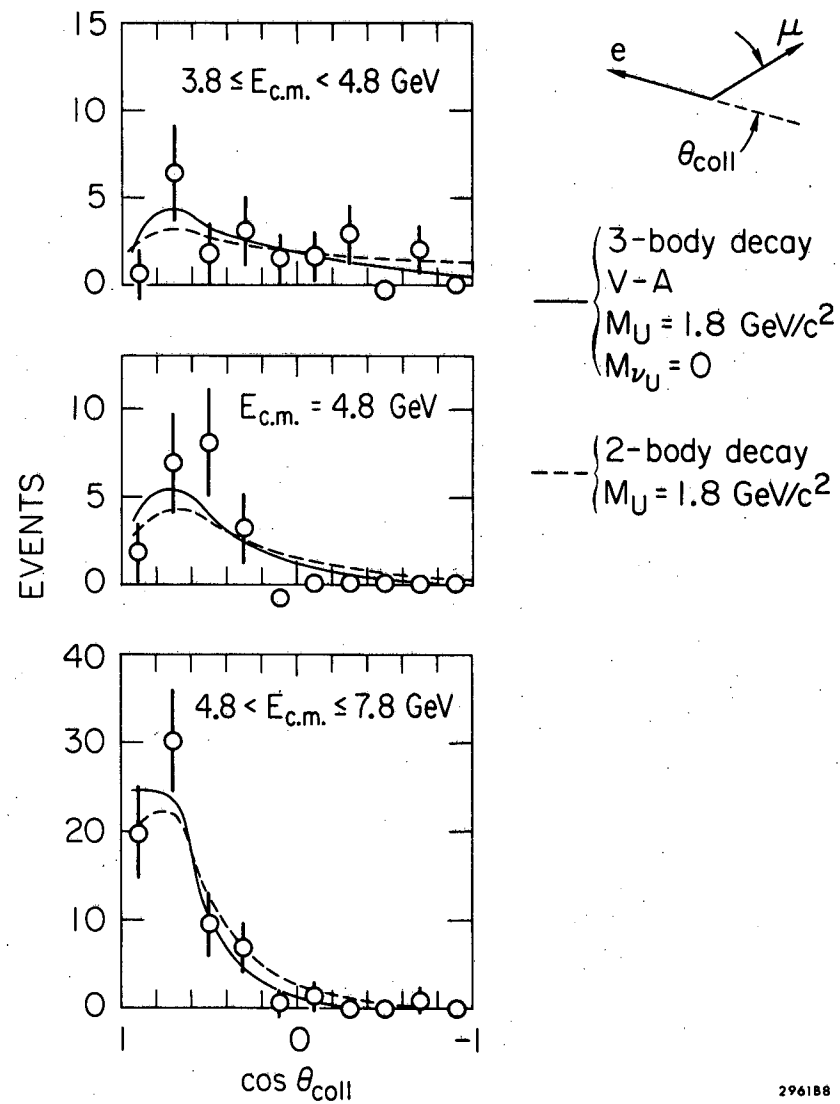 15
10
5
0
3.8 ≤ E_c.m. < 4.8 GeV
e
μ
θ_coll
3-body decay
V-A
M_U = 1.8 GeV/c²
M_ν_U = 0
2-body decay
M_U = 1.8 GeV/c²
EVENTS
10
5
0
E_c.m. = 4.8 GeV
40
30
20
10
0
4.8 < E_c.m. ≤ 7.8 GeV
1
0
-1
cos θ_coll
2961B8